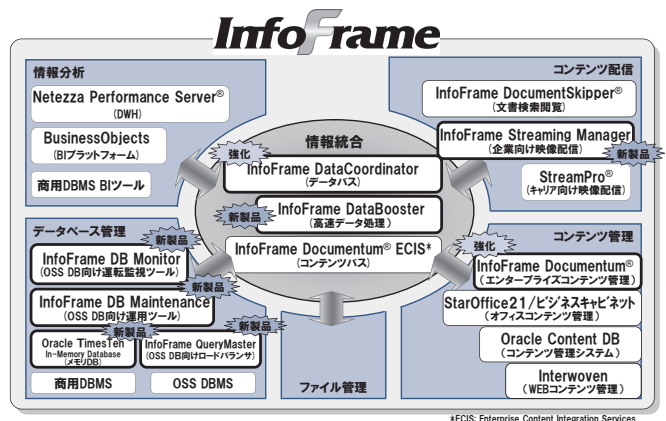 InfoFrame
情報分析
Netezza Performance Server®
(DWH)
BusinessObjects
(BIプラットフォーム)
商用DBMS BIツール
コンテンツ配信
InfoFrame DocumentSkipper®
(文書検索閲覧)
InfoFrame Streaming Manager
(企業向け映像配信)
新製品
StreamPro®
(キャリア向け映像配信)
情報統合
強化
InfoFrame DataCoordinator
(データバス)
新製品
InfoFrame DataBooster
(高速データ処理)
InfoFrame Documentum® ECIS*
(コンテンツバス)
データベース管理
新製品
InfoFrame DB Monitor
(OSS DB向け運転監視ツール)
新製品
InfoFrame DB Maintenance
(OSS DB向け運用ツール)
新製品
Oracle TimesTen
In-Memory Database
(メモリDB)
新製品
InfoFrame QueryMaster
(OSS DB向けロードバランサ)
商用DBMS
OSS DBMS
ファイル管理
コンテンツ管理
強化
InfoFrame Documentum®
(エンタープライズコンテンツ管理)
StarOffice21/ビジネスキャビネット
(オフィスコンテンツ管理)
Oracle Content DB
(コンテンツ管理システム)
Interwoven
(WEBコンテンツ管理)
*ECIS: Enterprise Content Integration Services